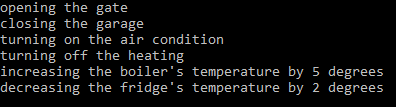 opening the gate
closing the garage
turning on the air condition
turning off the heating
increasing the boiler's temperature by 5 degrees
decreasing the fridge's temperature by 2 degrees